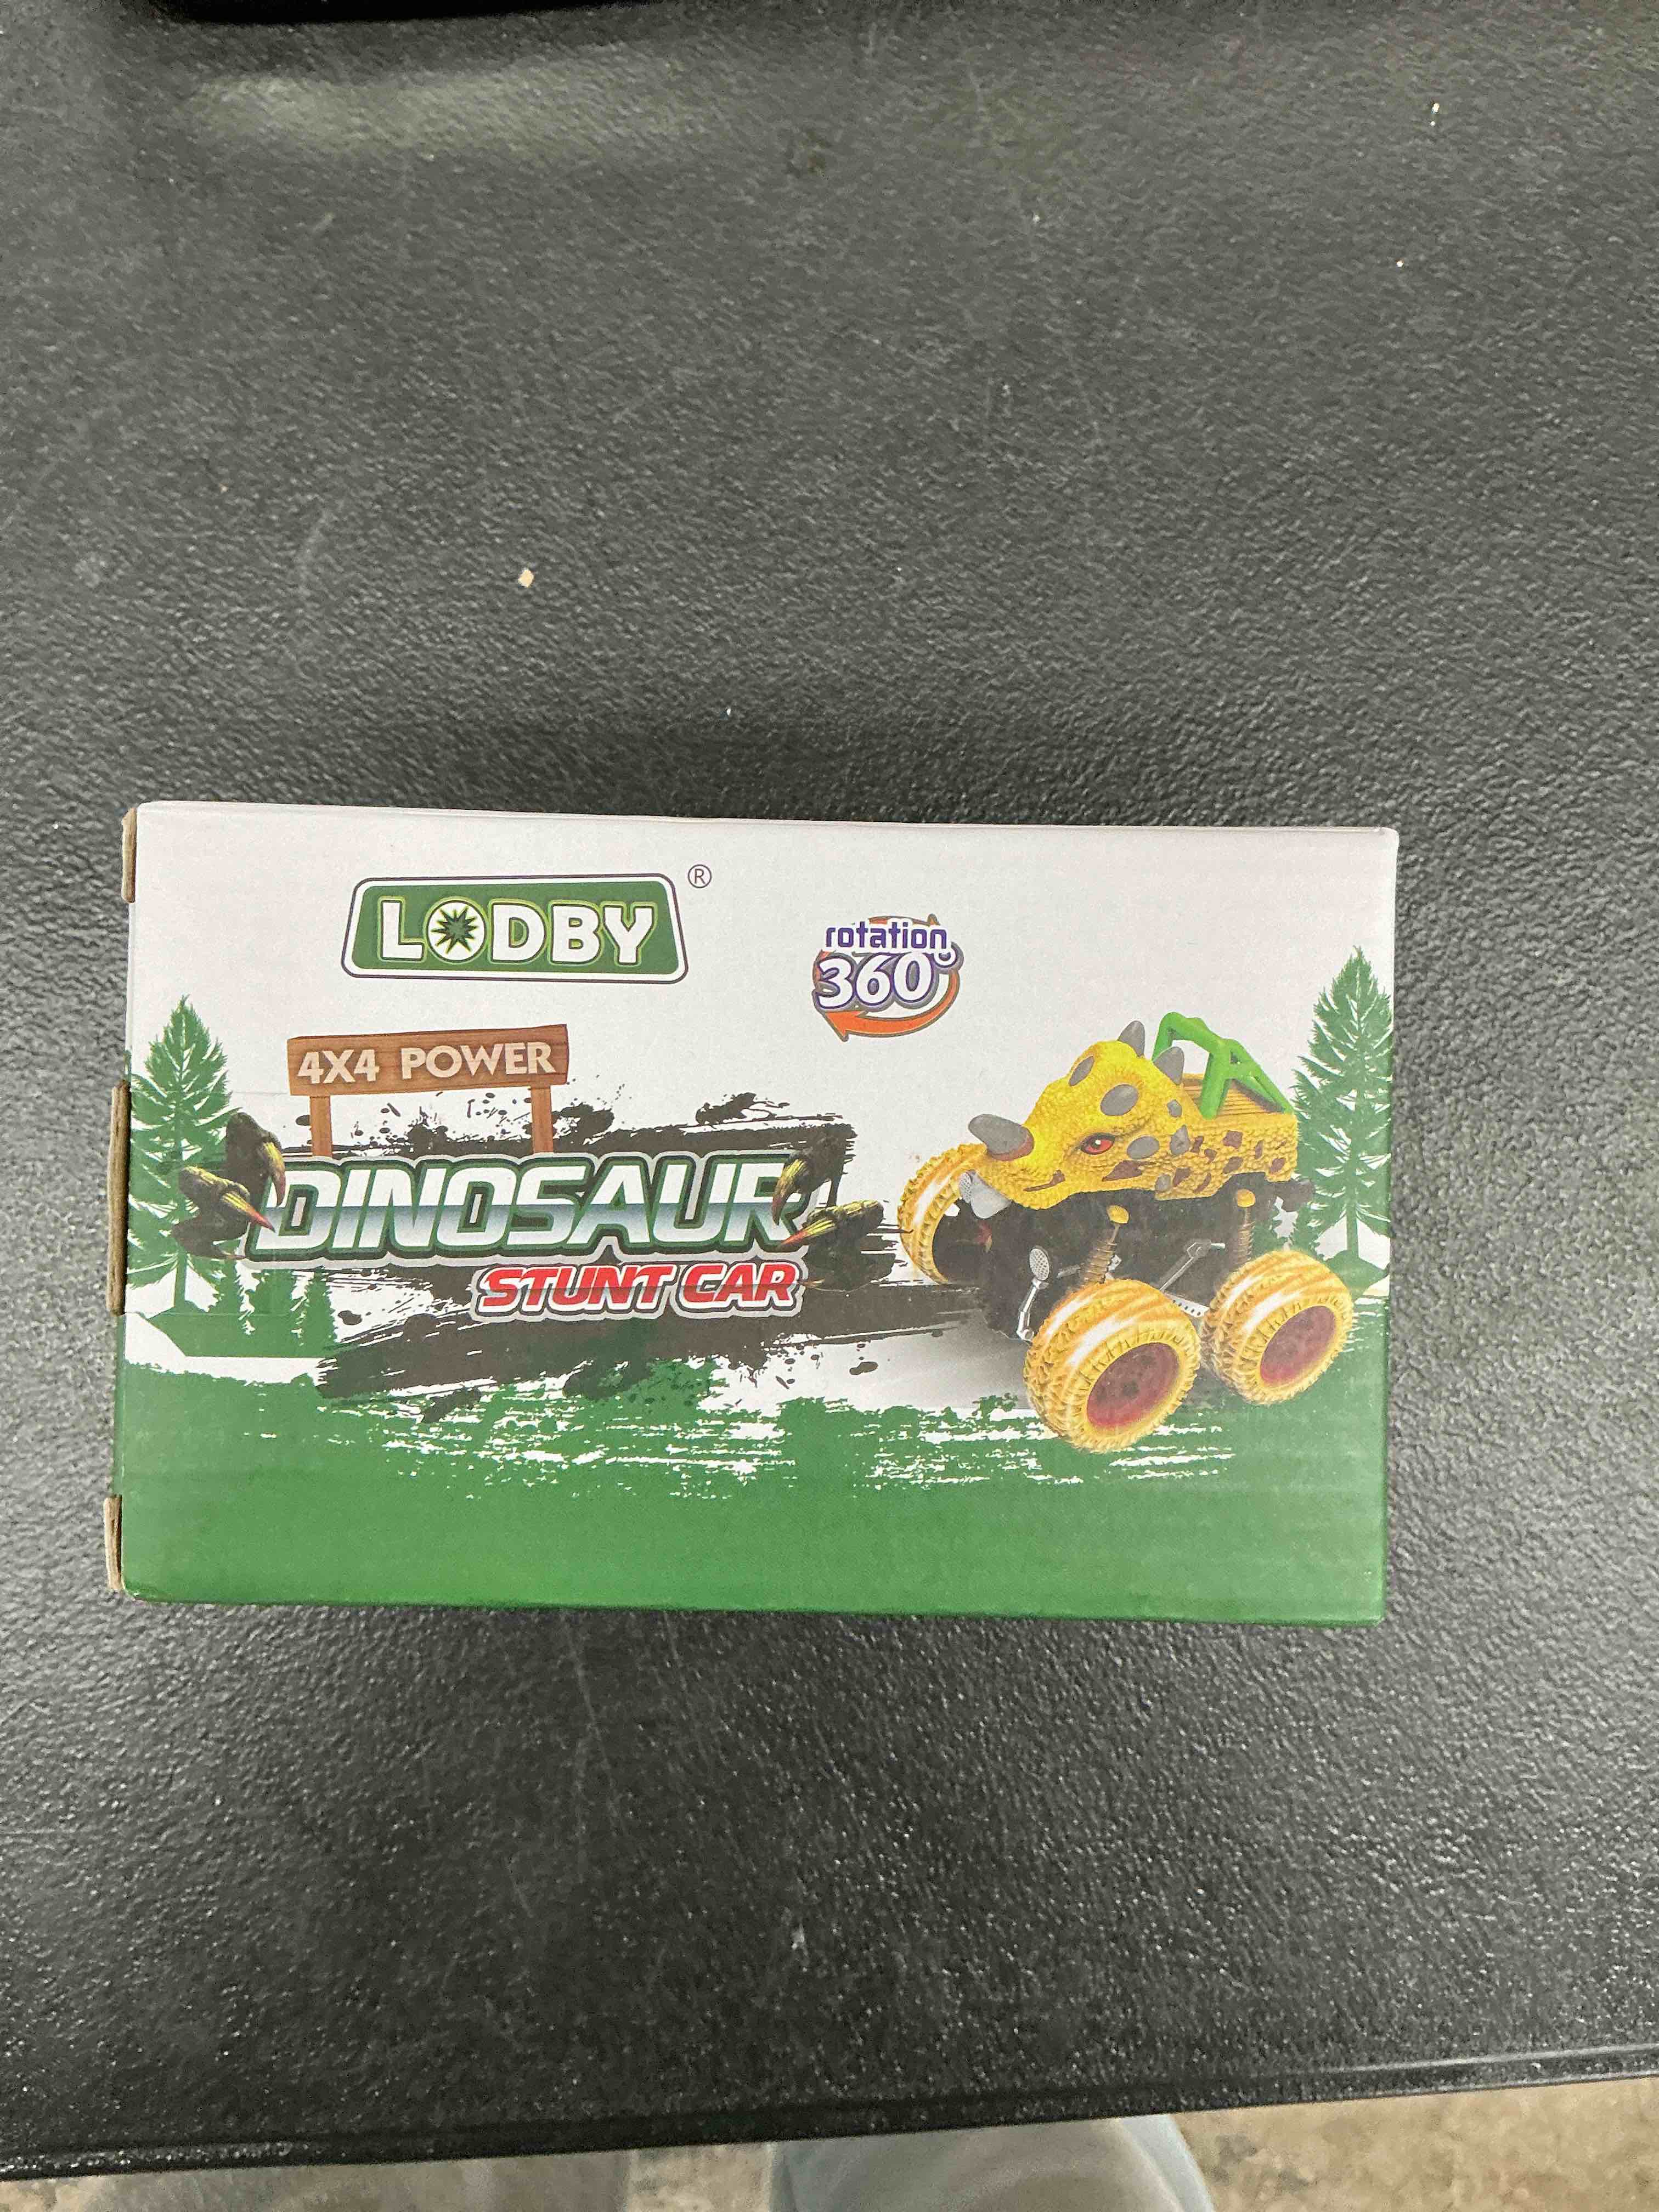 LODBY ®
rotation
360°
4X4 POWER
DINOSAUR
STUNT CAR